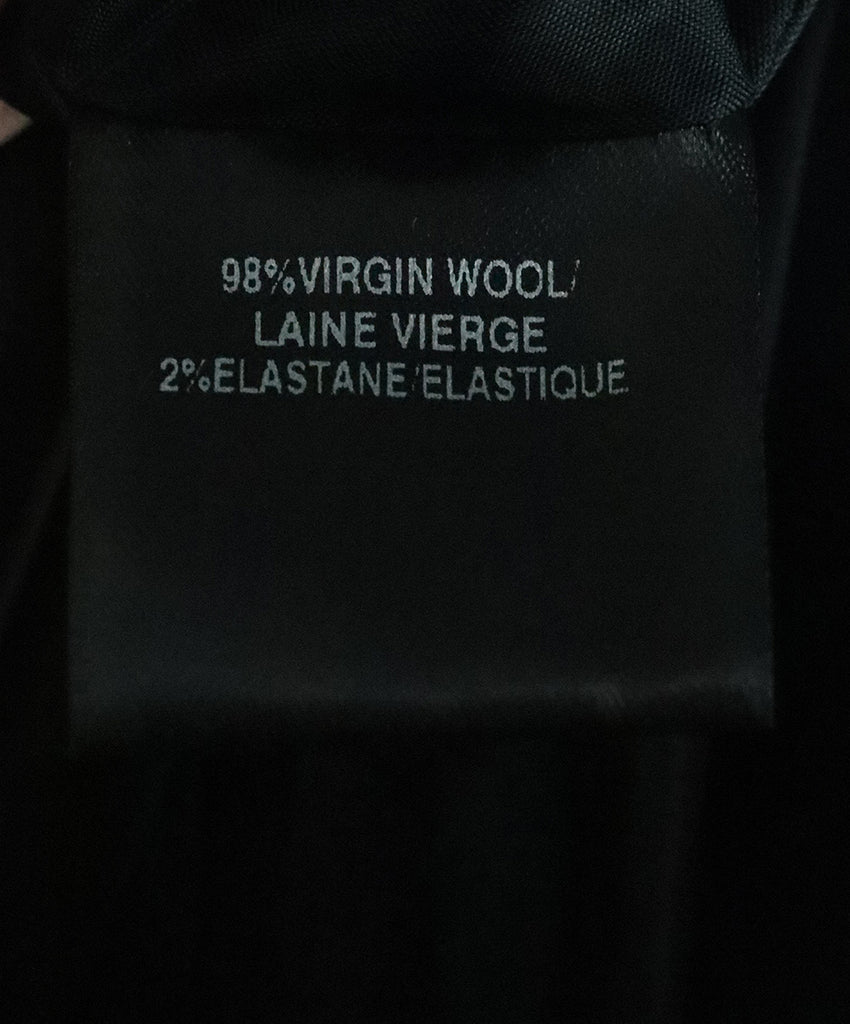 98%VIRGIN WOOL/
LAINE VIERGE
2%ELASTANE/ELASTIQUE